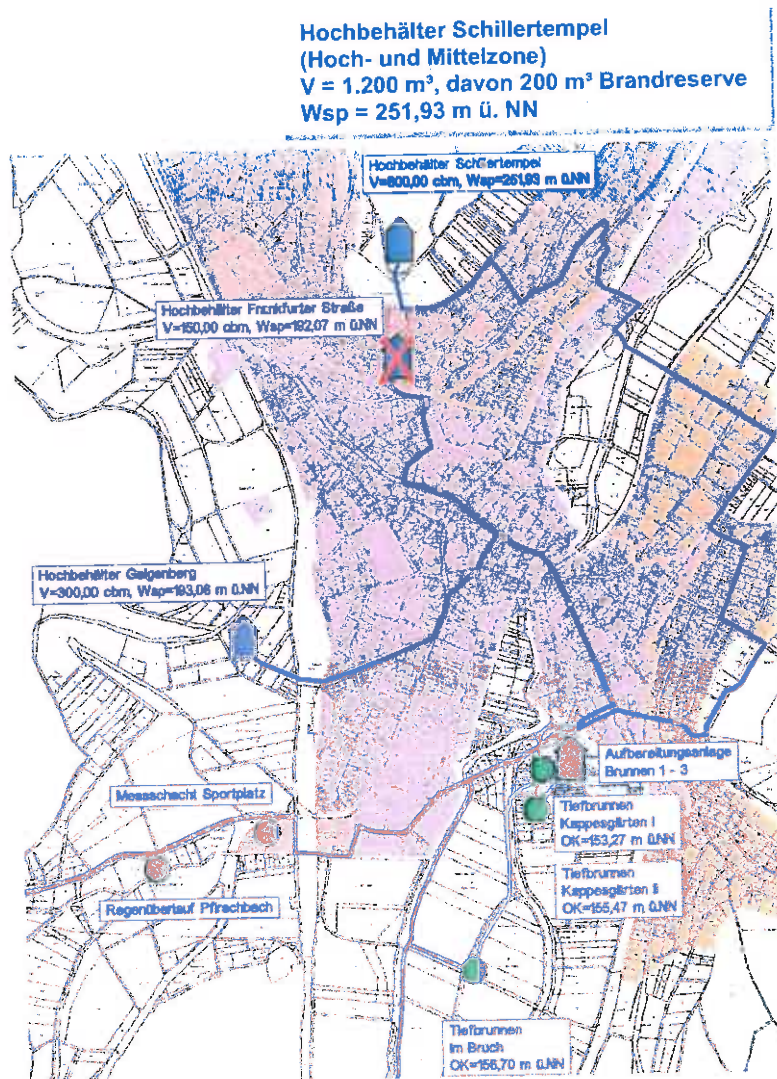 Hochbehälter Schillertempel
(Hoch- und Mittelzone)
V = 1.200 m³, davon 200 m³ Brandreserve
Wsp = 251,93 m ü. NN
Hochbehälter Schillertempel
V=600,00 cbm, Wsp=251,93 m ü.NN
Hochbehälter Frankfurter Straße
V=150,00 cbm, Wsp=182,07 m ü.NN
Hochbehälter Galgenberg
V=300,00 cbm, Wsp=193,06 m ü.NN
Aufbereitungsanlage
Brunnen 1 - 3
Messschacht Sportplatz
Tiefbrunnen
Kappesgärten I
OK=153,27 m ü.NN
Tiefbrunnen
Kappesgärten II
OK=155,47 m ü.NN
Regenüberlauf Pfirschbach
Tiefbrunnen
Im Bruch
OK=156,70 m ü.NN